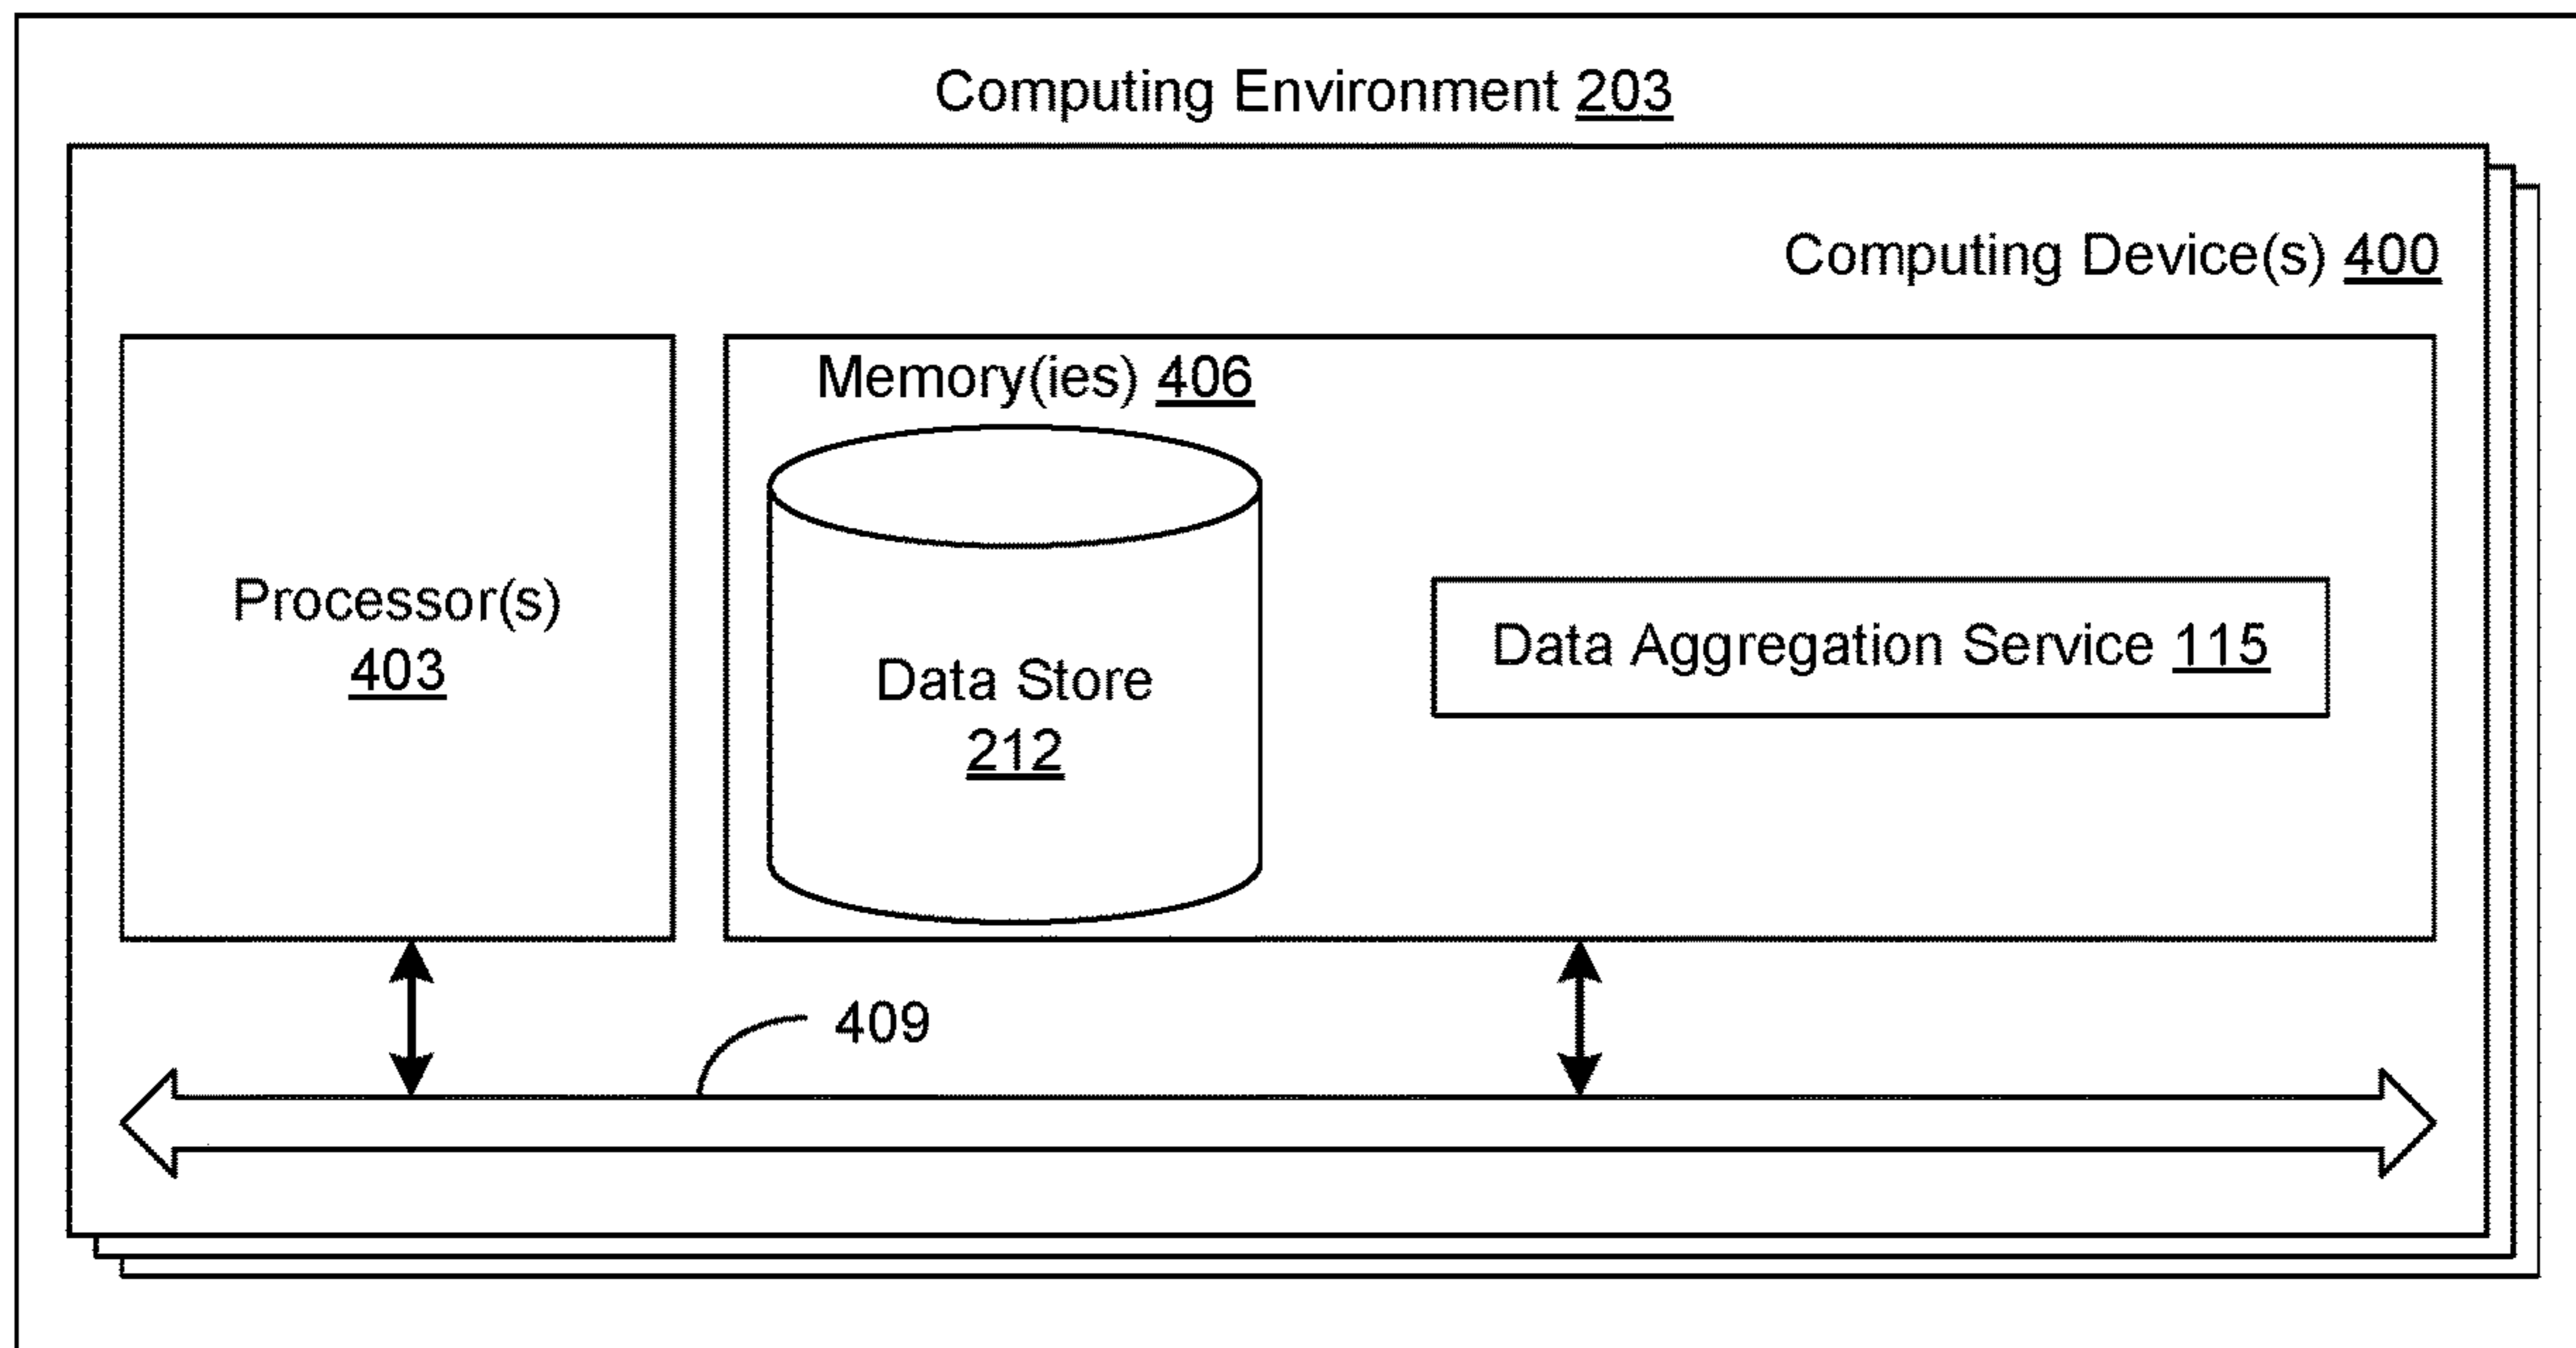 Computing Environment 203
Computing Device(s) 400
Memory(ies) 406
Processor(s)
403
Data Store
212
Data Aggregation Service 115
409